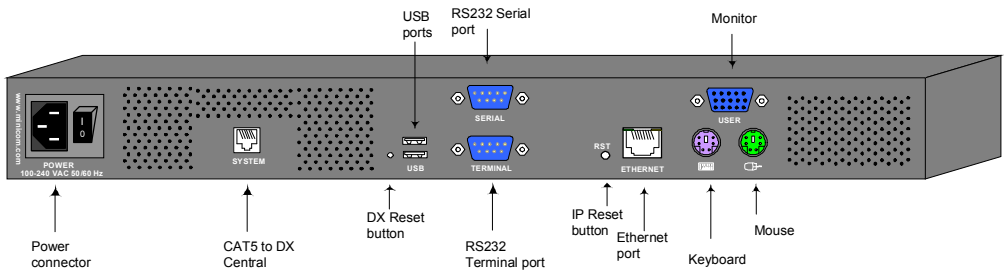 USB
ports
RS232 Serial
port
Monitor
www.minicom.com
I
0
POWER
100-240 VAC 50/60 Hz
SYSTEM
USB
SERIAL
TERMINAL
RST
ETHERNET
USER
Power
connector
CAT5 to DX
Central
DX Reset
button
RS232
Terminal port
IP Reset
button
Ethernet
port
Keyboard
Mouse